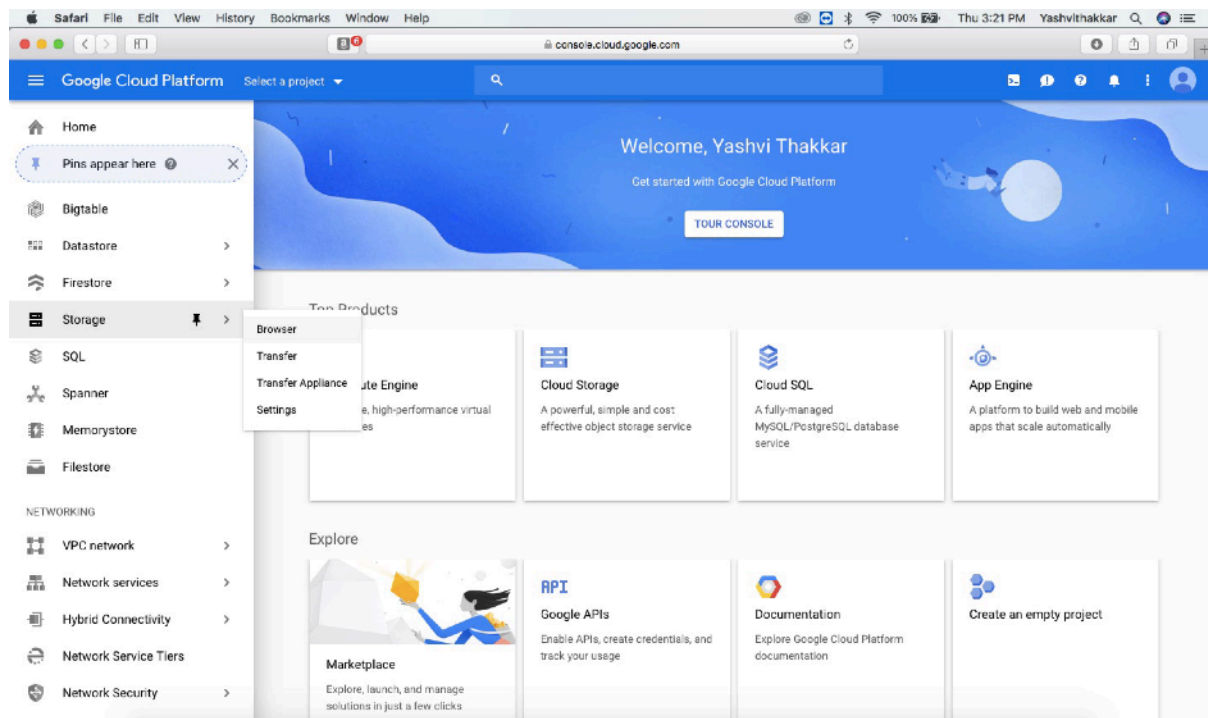 Safari File Edit View History Bookmarks Window Help
100% Thu 3:21 PM Yashvithakkar
console.cloud.google.com
Google Cloud Platform Select a project
Home
Pins appear here
Bigtable
Datastore
Firestore
Storage
SQL
Spanner
Memorystore
Filestore
NETWORKING
VPC network
Network services
Hybrid Connectivity
Network Service Tiers
Network Security
Browser
Transfer
Transfer Appliance
Settings
Welcome, Yashvi Thakkar
Get started with Google Cloud Platform
TOUR CONSOLE
Top Products
ute Engine
e, high-performance virtual
es
Cloud Storage
A powerful, simple and cost
effective object storage service
Cloud SQL
A fully-managed
MySQL/PostgreSQL database
service
App Engine
A platform to build web and mobile
apps that scale automatically
Explore
Marketplace
Explore, launch, and manage
solutions in just a few clicks
API
Google APIs
Enable APIs, create credentials, and
track your usage
Documentation
Explore Google Cloud Platform
documentation
Create an empty project